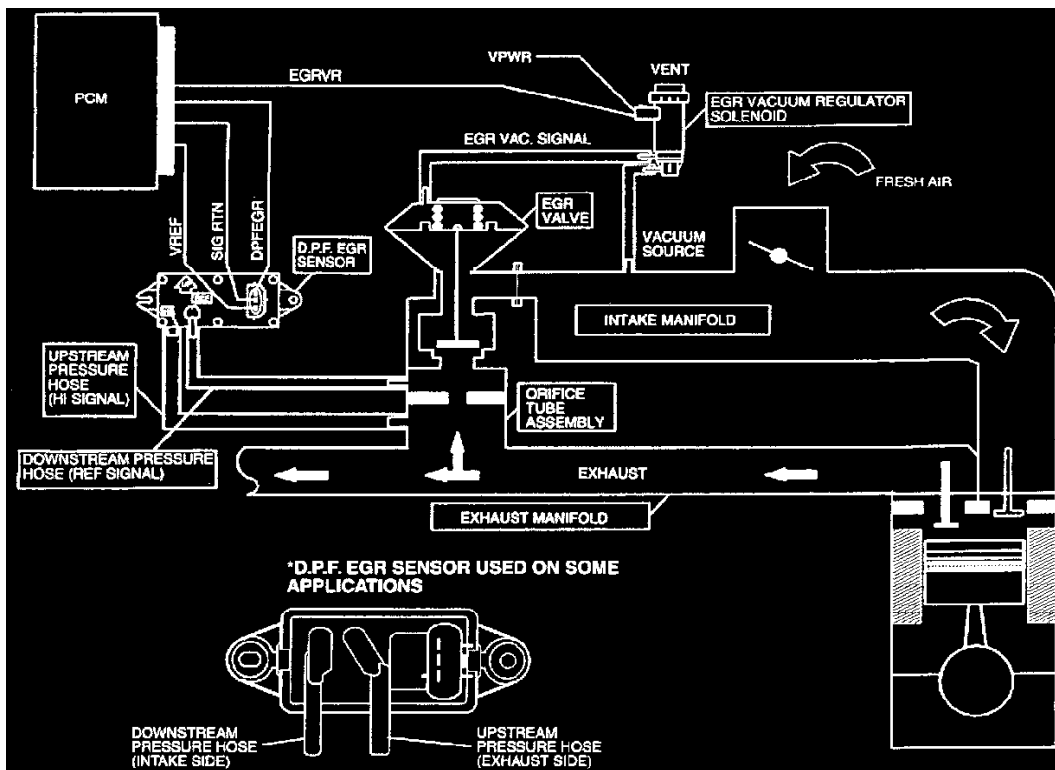 VPWR
VENT
EGRVR
PCM
EGR VACUUM REGULATOR
SOLENOID
EGR VAC. SIGNAL
FRESH AIR
EGR
VALVE
VREF
SIG RTN
DPFEGR
VACUUM
SOURCE
D.P.F. EGR
SENSOR
INTAKE MANIFOLD
UPSTREAM
PRESSURE
HOSE
(HI SIGNAL)
ORIFICE
TUBE
ASSEMBLY
DOWNSTREAM PRESSURE
HOSE (REF SIGNAL)
EXHAUST
EXHAUST MANIFOLD
*D.P.F. EGR SENSOR USED ON SOME
APPLICATIONS
DOWNSTREAM
PRESSURE HOSE
(INTAKE SIDE)
UPSTREAM
PRESSURE HOSE
(EXHAUST SIDE)